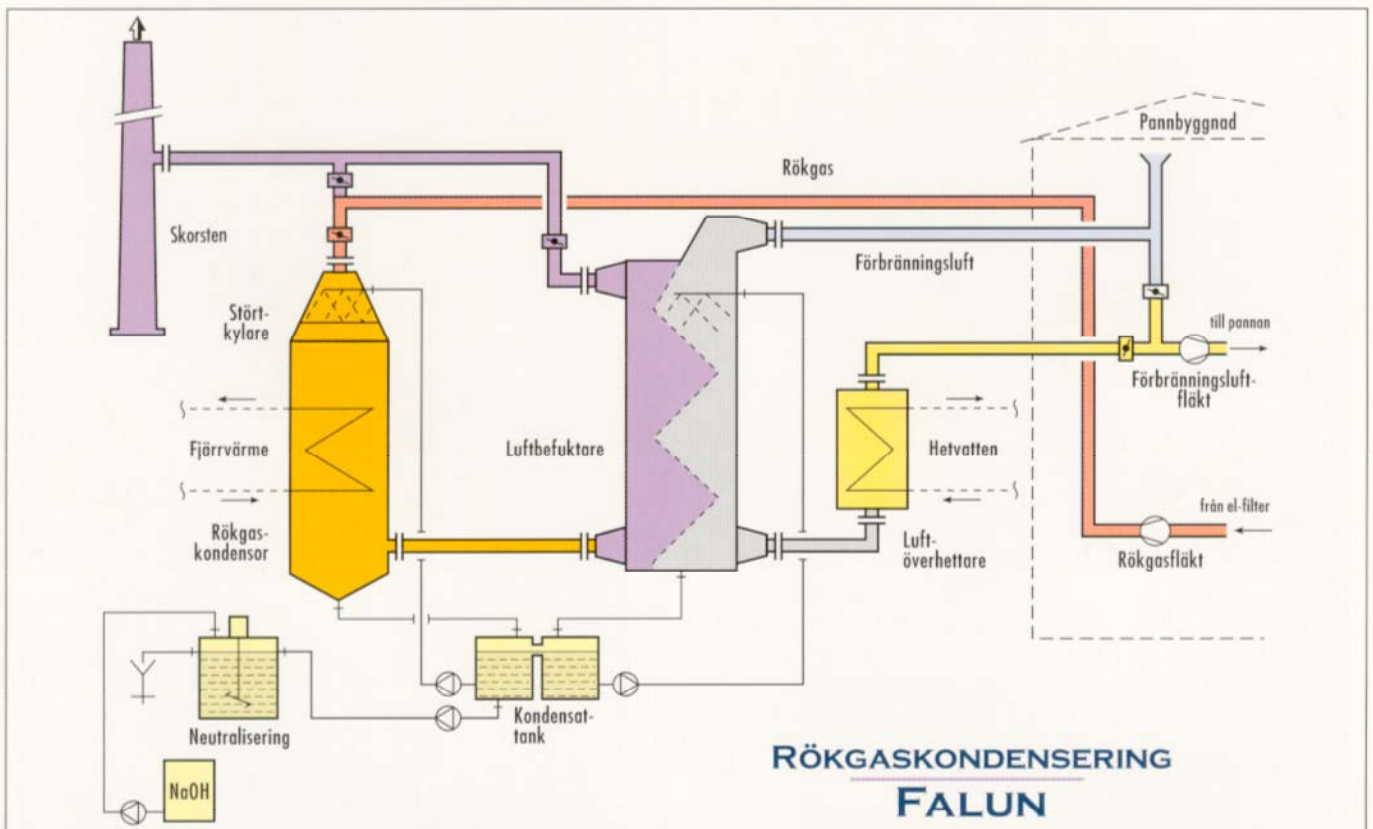 Pannbyggnad
Rökgas
Skorsten
Förbränningsluft
Stört-
kylare
till pannan
Förbränningsluft-
fläkt
Fjärrvärme
Luftbefuktare
Hetvatten
från el-filter
Rökgas-
kondensor
Luft-
överhettare
Rökgasfläkt
Neutralisering
Kondensat-
tank
NaOH
RÖKGASKONDENSERING
FALUN